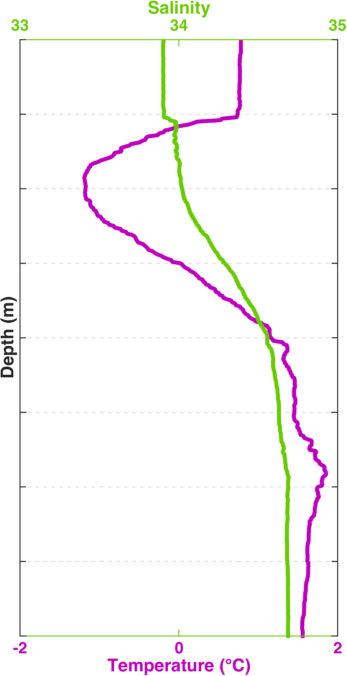 Salinity
33 34 35
Depth (m)
-2 0 2
Temperature (°C)